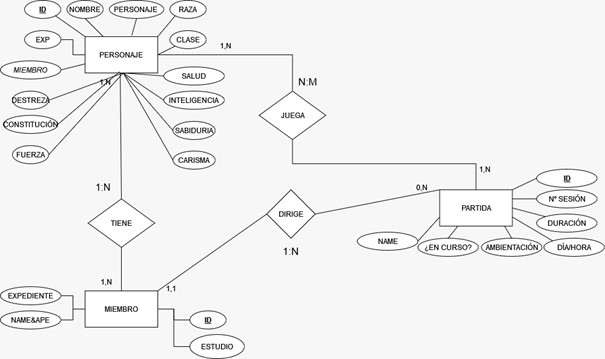 ID
NOMBRE
PERSONAJE
RAZA
EXP
PERSONAJE
CLASE
1,N
MIEMBRO
1,N
SALUD
N:M
DESTREZA
INTELIGENCIA
JUEGA
CONSTITUCIÓN
SABIDURIA
FUERZA
CARISMA
1,N
ID
1:N
0,N
Nº SESIÓN
PARTIDA
TIENE
DIRIGE
DURACIÓN
NAME
¿EN CURSO?
AMBIENTACIÓN
DÌA/HORA
1:N
1,N
1,1
EXPEDIENTE
MIEMBRO
NAME&APE
ID
ESTUDIO